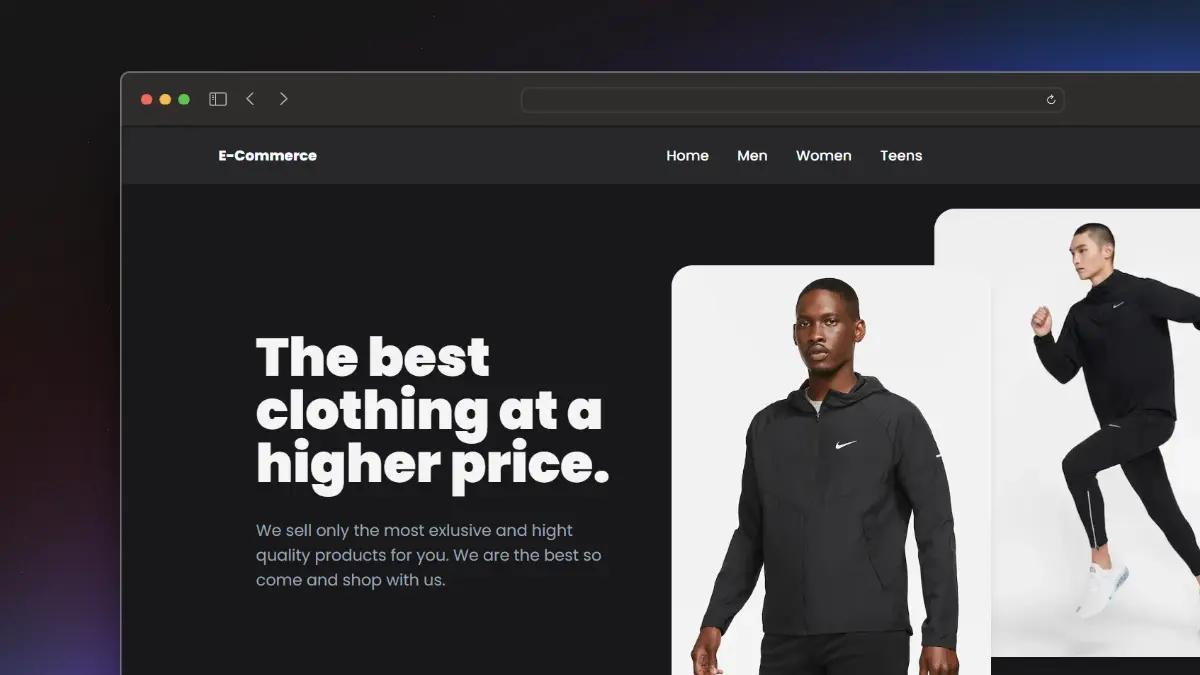 E-Commerce
Home Men Women Teens
The best
clothing at a
higher price.
We sell only the most exlusive and hight
quality products for you. We are the best so
come and shop with us.